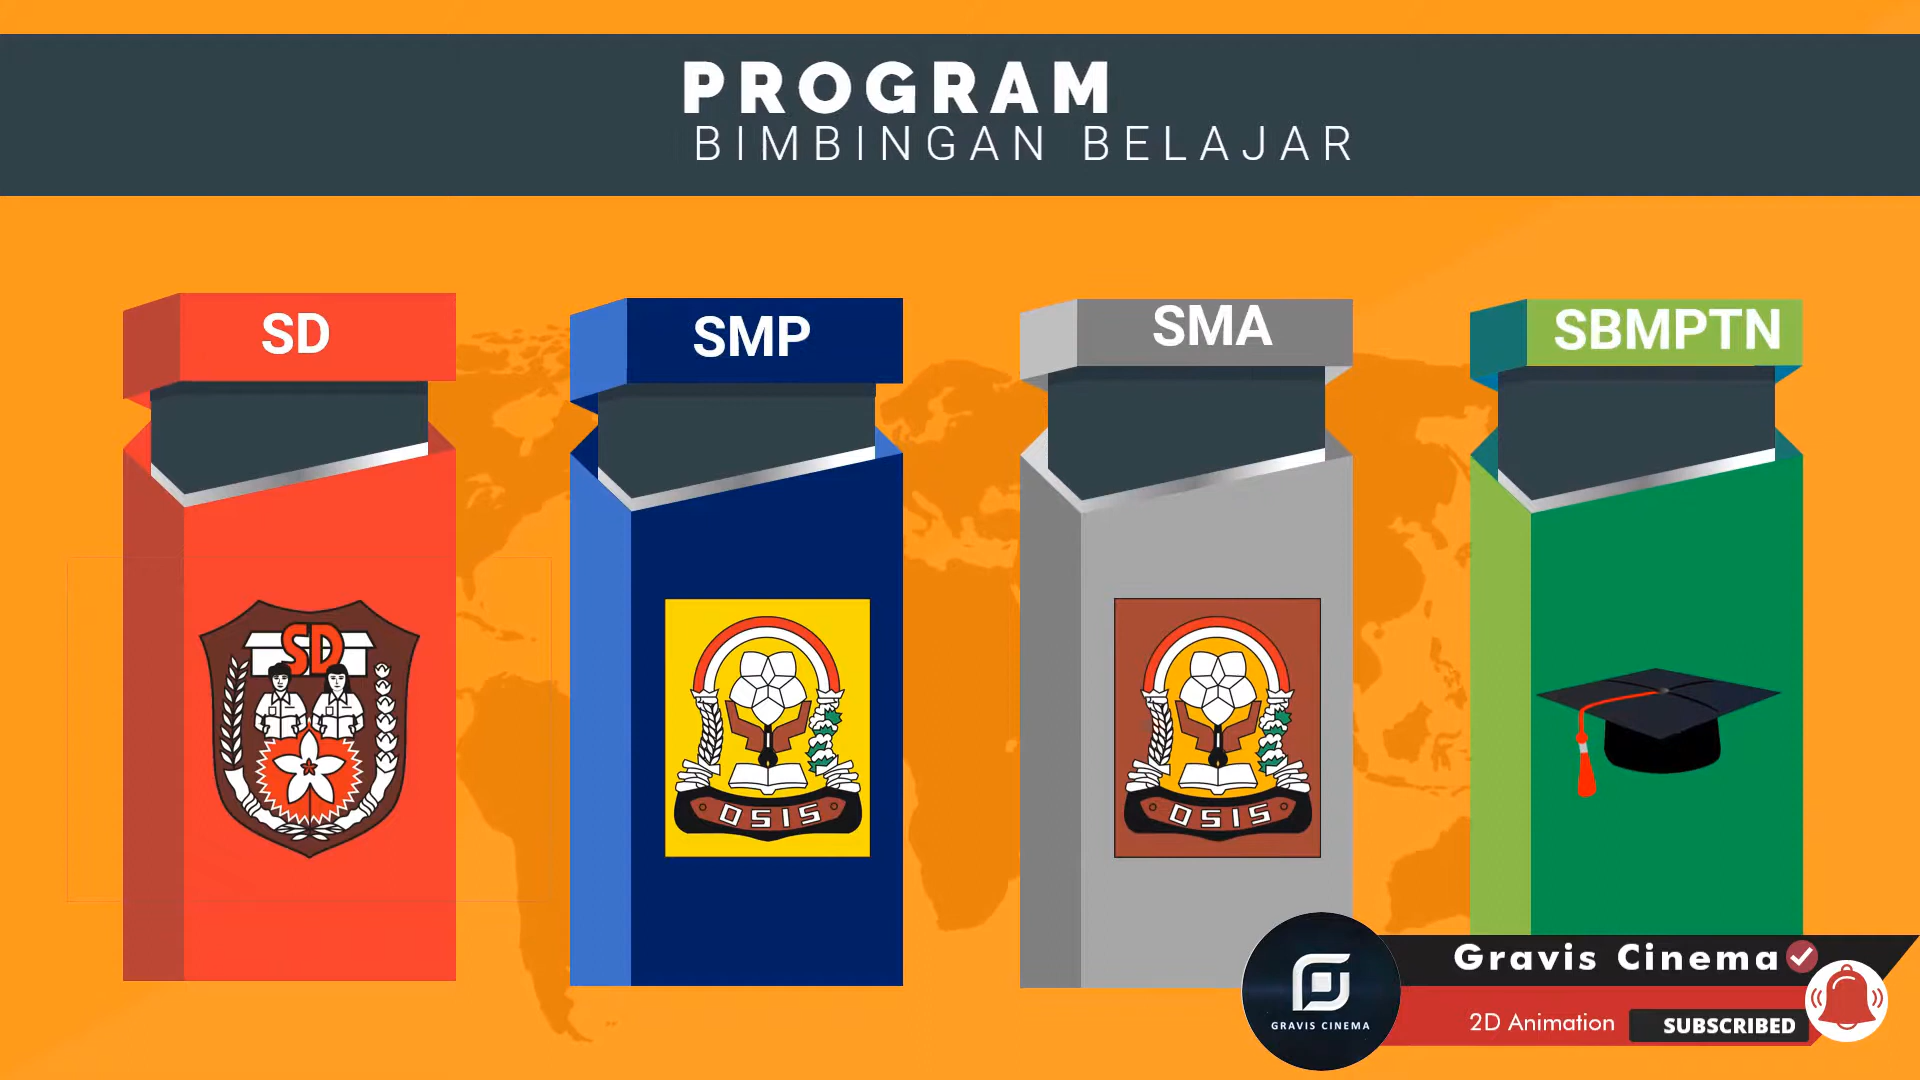 PROGRAM
BIMBINGAN BELAJAR
SD
SMP
SMA
SBMPTN
SD
OSIS
OSIS
Gravis Cinema
GRAVIS CINEMA
2D Animation
SUBSCRIBED